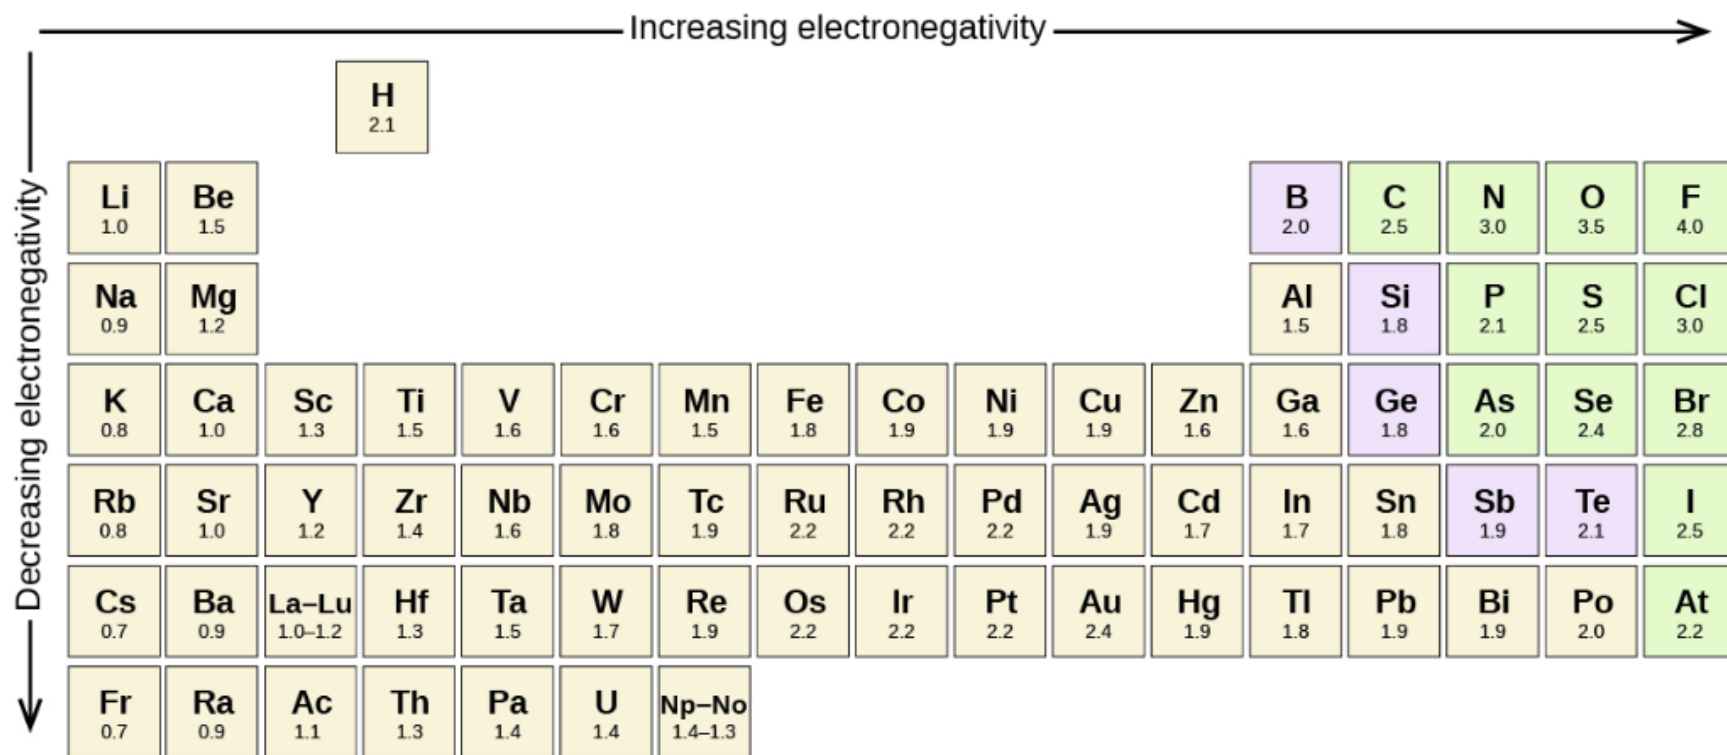 Increasing electronegativity
Decreasing electronegativity
H
2.1
Li Be B C N O F
1.0 1.5 2.0 2.5 3.0 3.5 4.0
Na Mg Al Si P S Cl
0.9 1.2 1.5 1.8 2.1 2.5 3.0
K Ca Sc Ti V Cr Mn Fe Co Ni Cu Zn Ga Ge As Se Br
0.8 1.0 1.3 1.5 1.6 1.6 1.5 1.8 1.9 1.9 1.9 1.6 1.6 1.8 2.0 2.4 2.8
Rb Sr Y Zr Nb Mo Tc Ru Rh Pd Ag Cd In Sn Sb Te I
0.8 1.0 1.2 1.4 1.6 1.8 1.9 2.2 2.2 2.2 1.9 1.7 1.7 1.8 1.9 2.1 2.5
Cs Ba La–Lu Hf Ta W Re Os Ir Pt Au Hg Tl Pb Bi Po At
0.7 0.9 1.0–1.2 1.3 1.5 1.7 1.9 2.2 2.2 2.2 2.4 1.9 1.8 1.9 1.9 2.0 2.2
Fr Ra Ac Th Pa U Np–No
0.7 0.9 1.1 1.3 1.4 1.4 1.4–1.3